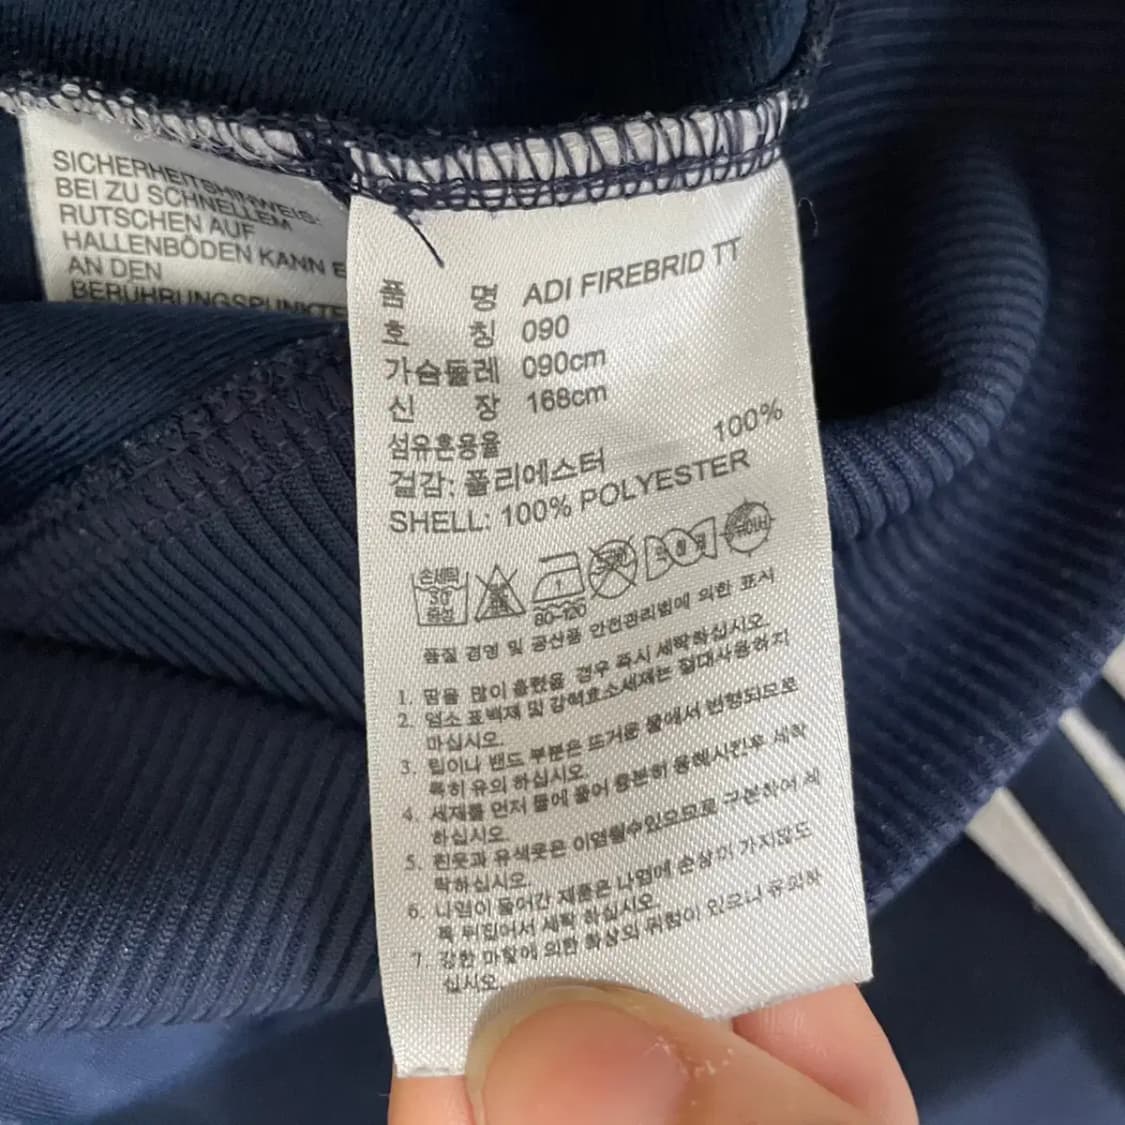 SICHERHEITSHINWEIS:
BEI ZU SCHNELLEM
RUTSCHEN AUF
HALLENBÖDEN KANN E
AN DEN
BERÜHRUNGSPUNKTE
품 명 ADI FIREBRID TT
호 칭 090
가슴둘레 090cm
신 장 168cm
섬유혼용율
겉감: 폴리에스터 100%
SHELL: 100% POLYESTER
손세탁
30
중성
80~120
품질 경영 및 공산품 안전관리법에 의한 표시
1. 땀을 많이 흘렸을 경우 즉시 세탁하십시오.
2. 염소 표백제 및 강력효소세제는 절대사용하지
마십시오.
3. 립이나 밴드 부분은 뜨거운 물에서 변형되므로
특히 유의 하십시오.
4. 세제를 먼저 물에 풀어 충분히 용해시킨후 세탁
하십시오.
5. 흰옷과 유색옷은 이염될수있으므로 구분하여 세
탁하십시오.
6. 나염이 들어간 제품은 나염에 손상이 가지않도
록 뒤집어서 세탁 하십시오.
7. 강한 마찰에 의한 화상의 위험이 있으니 유의하
십시오.